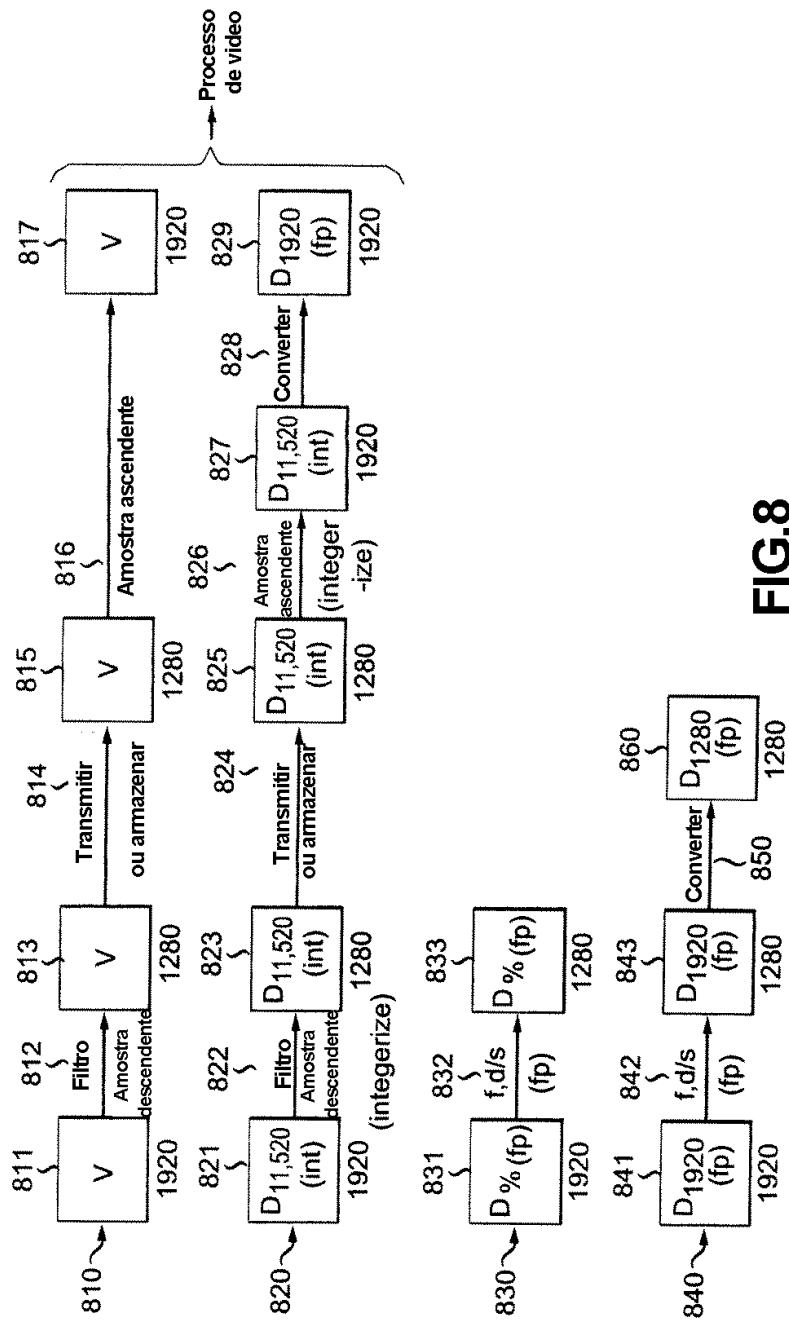 810
811
V
1920
812
Filtro
Amostra
descendente
813
V
1280
814
Transmitir
ou armazenar
815
V
1280
816
Amostra ascendente
817
V
1920
Processo
de video
820
821
D11,520
(int)
1920
822
Filtro
Amostra
descendente
(integerize)
823
D11,520
(int)
1280
824
Transmitir
ou armazenar
825
D11,520
(int)
1280
826
Amostra
ascendente
(integer
-ize)
827
D11,520
(int)
1920
828
Converter
829
D1920
(fp)
1920
830
831
D% (fp)
1920
832
f,d/s
(fp)
833
D% (fp)
1280
840
841
D1920
(fp)
1920
842
f,d/s
(fp)
843
D1920
(fp)
1280
Converter
850
860
D1280
(fp)
1280
FIG.8